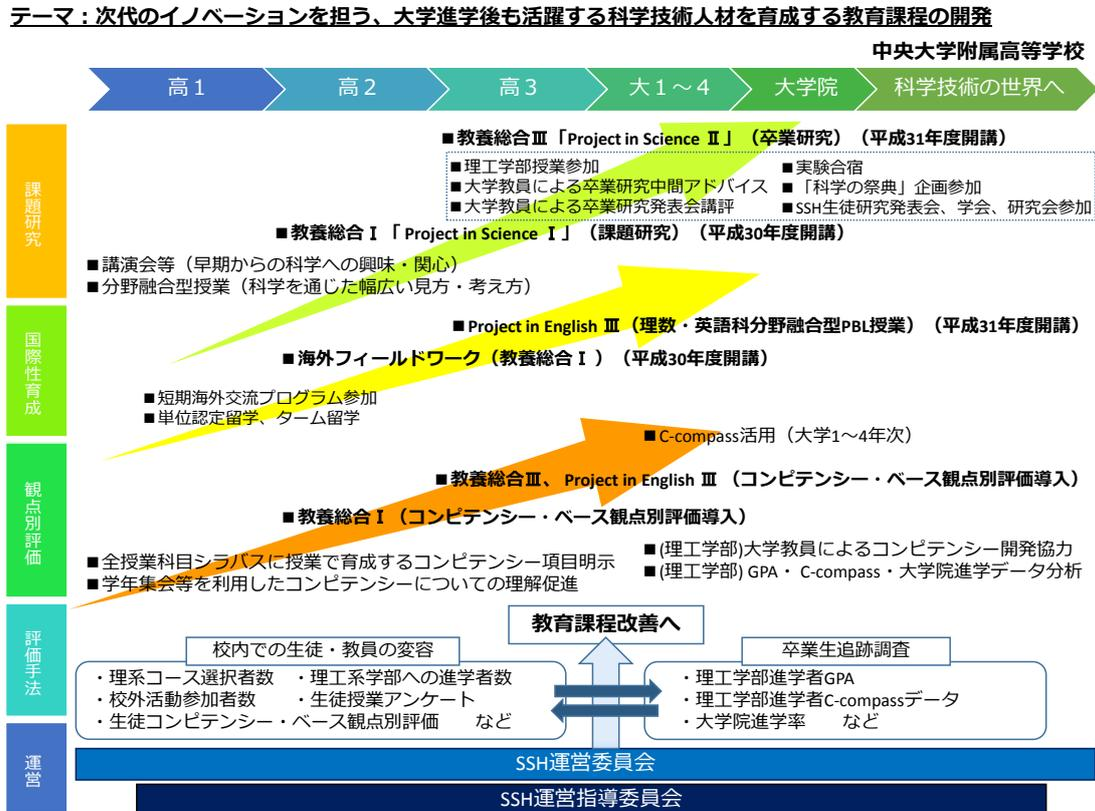 テーマ：次代のイノベーションを担う、大学進学後も活躍する科学技術人材を育成する教育課程の開発
中央大学附属高等学校
高１
高２
高３
大１～４
大学院
科学技術の世界へ
課題研究
■教養総合Ⅲ「Project in Science Ⅱ」（卒業研究）（平成31年度開講）
■理工学部授業参加
■大学教員による卒業研究中間アドバイス
■大学教員による卒業研究発表会講評
■実験合宿
■「科学の祭典」企画参加
■SSH生徒研究発表会、学会、研究会参加
■教養総合Ⅰ「 Project in Science Ⅰ」（課題研究）（平成30年度開講）
■講演会等（早期からの科学への興味・関心）
■分野融合型授業（科学を通じた幅広い見方・考え方）
国際性育成
■Project in English Ⅲ（理数・英語科分野融合型PBL授業）（平成31年度開講）
■海外フィールドワーク（教養総合Ⅰ）（平成30年度開講）
■短期海外交流プログラム参加
■単位認定留学、ターム留学
観点別評価
■C-compass活用（大学1～4年次）
■教養総合Ⅲ、 Project in English Ⅲ（コンピテンシー・ベース観点別評価導入）
■教養総合Ⅰ（コンピテンシー・ベース観点別評価導入）
■全授業科目シラバスに授業で育成するコンピテンシー項目明示
■学年集会等を利用したコンピテンシーについての理解促進
■(理工学部)大学教員によるコンピテンシー開発協力
■(理工学部) GPA・ C-compass・大学院進学データ分析
評価手法
教育課程改善へ
校内での生徒・教員の変容
・理系コース選択者数　・理工系学部への進学者数
・校外活動参加者数　・生徒授業アンケート
・生徒コンピテンシー・ベース観点別評価　など
卒業生追跡調査
・理工学部進学者GPA
・理工学部進学者C-compassデータ
・大学院進学率　など
運営
SSH運営委員会
SSH運営指導委員会